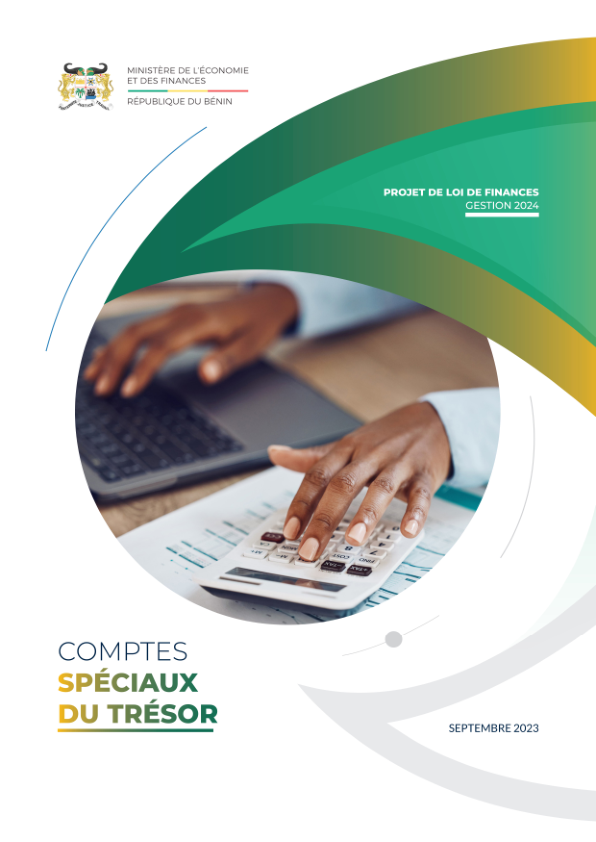 MINISTÈRE DE L'ÉCONOMIE
ET DES FINANCES
RÉPUBLIQUE DU BÉNIN
PROJET DE LOI DE FINANCES
GESTION 2024
COMPTES
SPÉCIAUX
DU TRÉSOR
SEPTEMBRE 2023